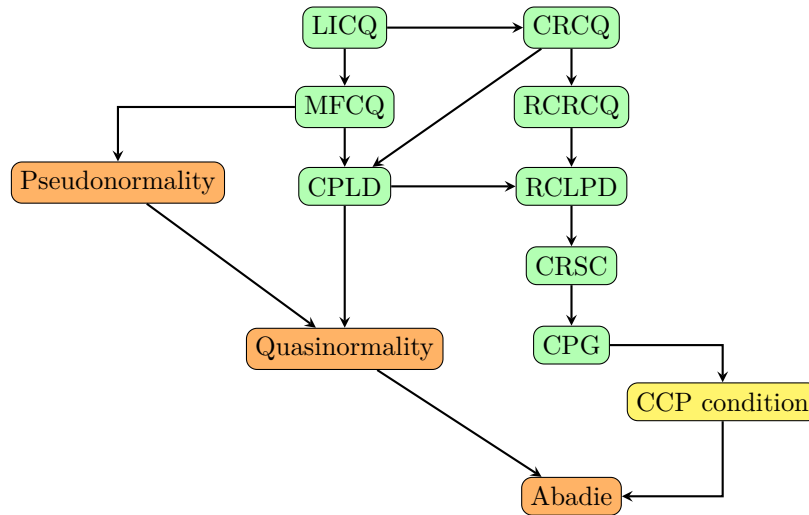 LICQ
CRCQ
MFCQ
RCRCQ
Pseudonormality
CPLD
RCLPD
CRSC
Quasinormality
CPG
CCP condition
Abadie